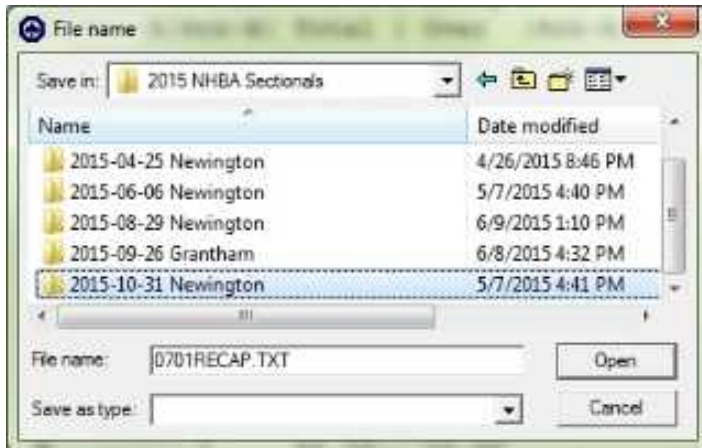 File name
Save in: 2015 NHBA Sectionals
Name Date modified
2015-04-25 Newington 4/26/2015 8:46 PM
2015-06-06 Newington 5/7/2015 4:40 PM
2015-08-29 Newington 6/9/2015 1:10 PM
2015-09-26 Grantham 6/8/2015 4:32 PM
2015-10-31 Newington 5/7/2015 4:41 PM
File name: 0701RECAP.TXT Open
Save as type: Cancel